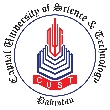 Capital University of Science & Technology
CUST
Pakistan